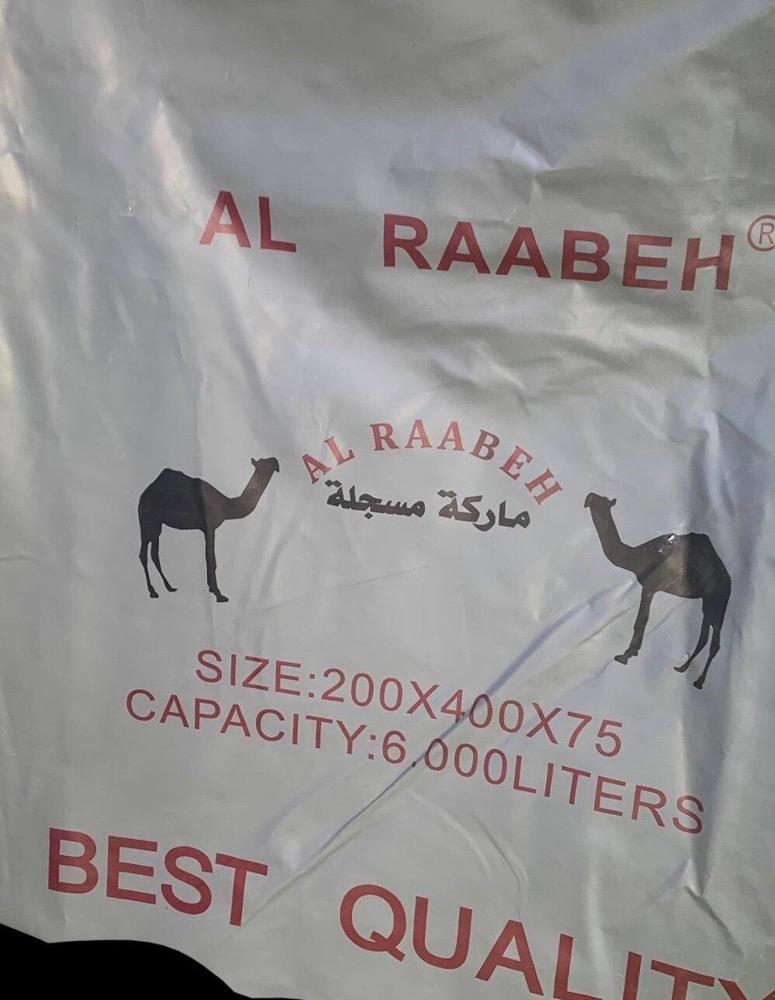 AL RAABEH®
AL RAABEH
ماركة مسجلة
SIZE:200X400X75
CAPACITY:6.000LITERS
BEST QUALITY